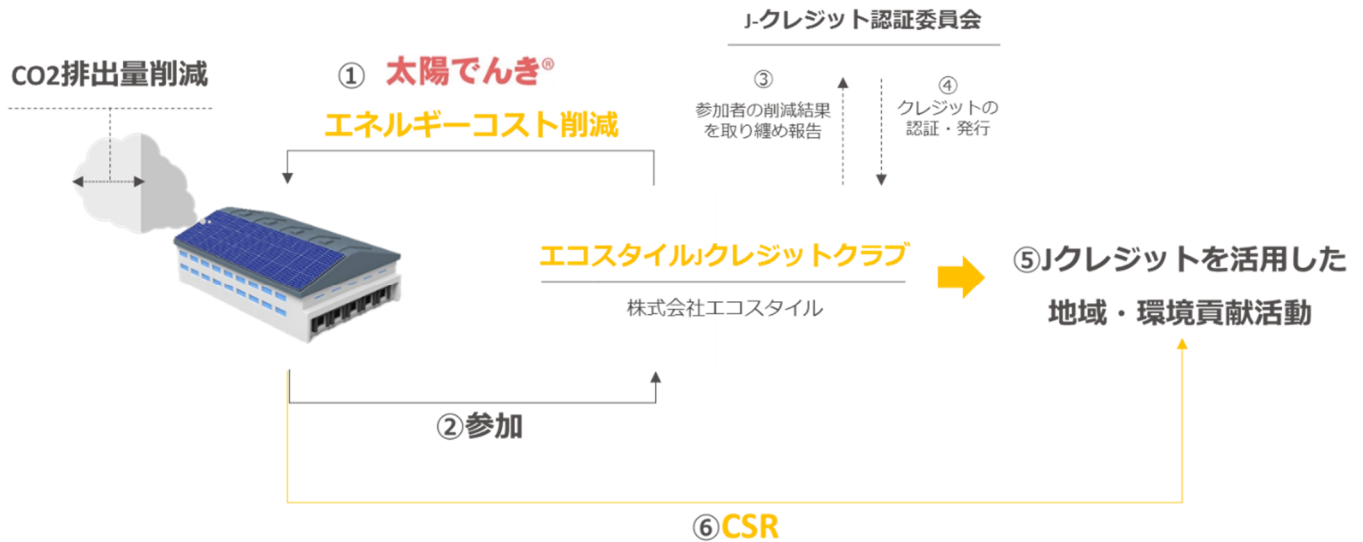 J-クレジット認証委員会
CO2排出量削減
① 太陽でんき®
エネルギーコスト削減
③
参加者の削減結果
を取り纏め報告
④
クレジットの
認証・発行
エコスタイルJクレジットクラブ
株式会社エコスタイル
⑤Jクレジットを活用した
地域・環境貢献活動
②参加
⑥CSR